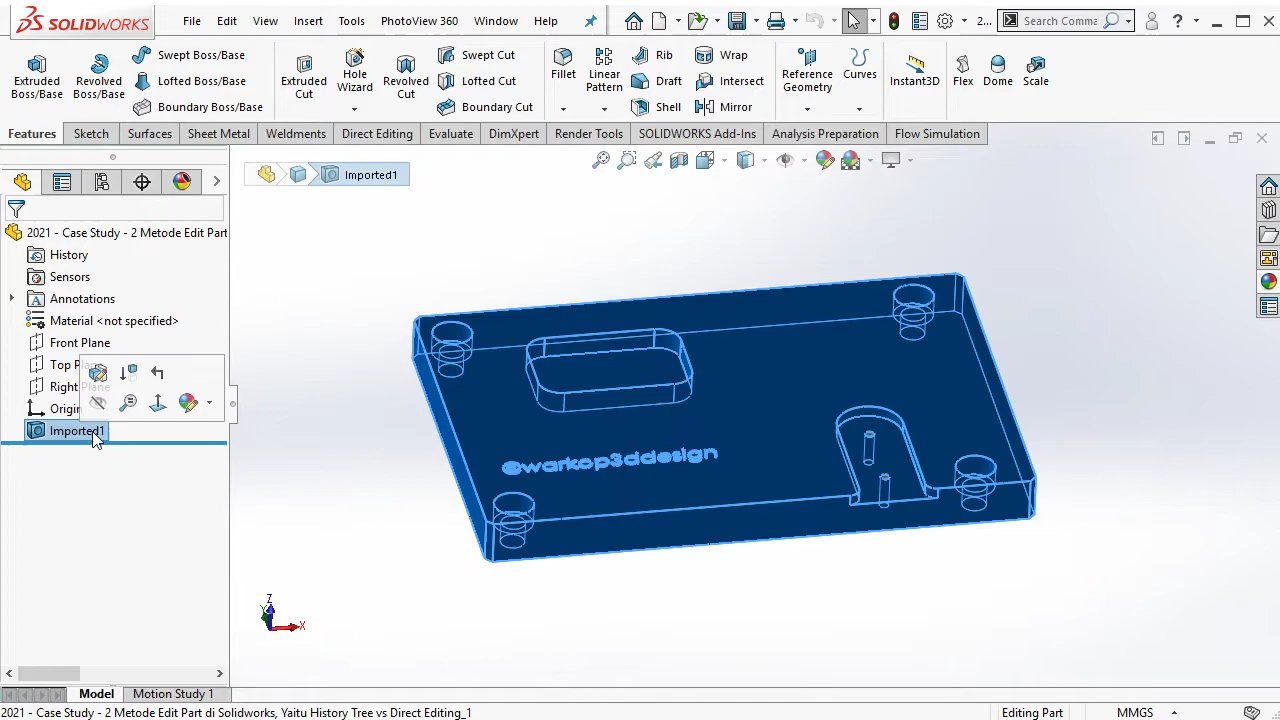 SOLIDWORKS File Edit View Insert Tools PhotoView 360 Window Help 2... Search Comma
Extruded Boss/Base
Revolved Boss/Base
Swept Boss/Base
Lofted Boss/Base
Boundary Boss/Base
Extruded Cut
Hole Wizard
Revolved Cut
Swept Cut
Lofted Cut
Boundary Cut
Fillet
Linear Pattern
Rib
Draft
Shell
Wrap
Intersect
Mirror
Reference Geometry
Curves
Instant3D
Flex
Dome
Scale
Features Sketch Surfaces Sheet Metal Weldments Direct Editing Evaluate DimXpert Render Tools SOLIDWORKS Add-Ins Analysis Preparation Flow Simulation
Imported1
2021 - Case Study - 2 Metode Edit Part
History
Sensors
Annotations
Material <not specified>
Front Plane
Top Plane
Right Plane
Origin
Imported1
@warkop3ddesign
Z
Y
X
Model Motion Study 1
2021 - Case Study - 2 Metode Edit Part di Solidworks, Yaitu History Tree vs Direct Editing_1 Editing Part MMGS